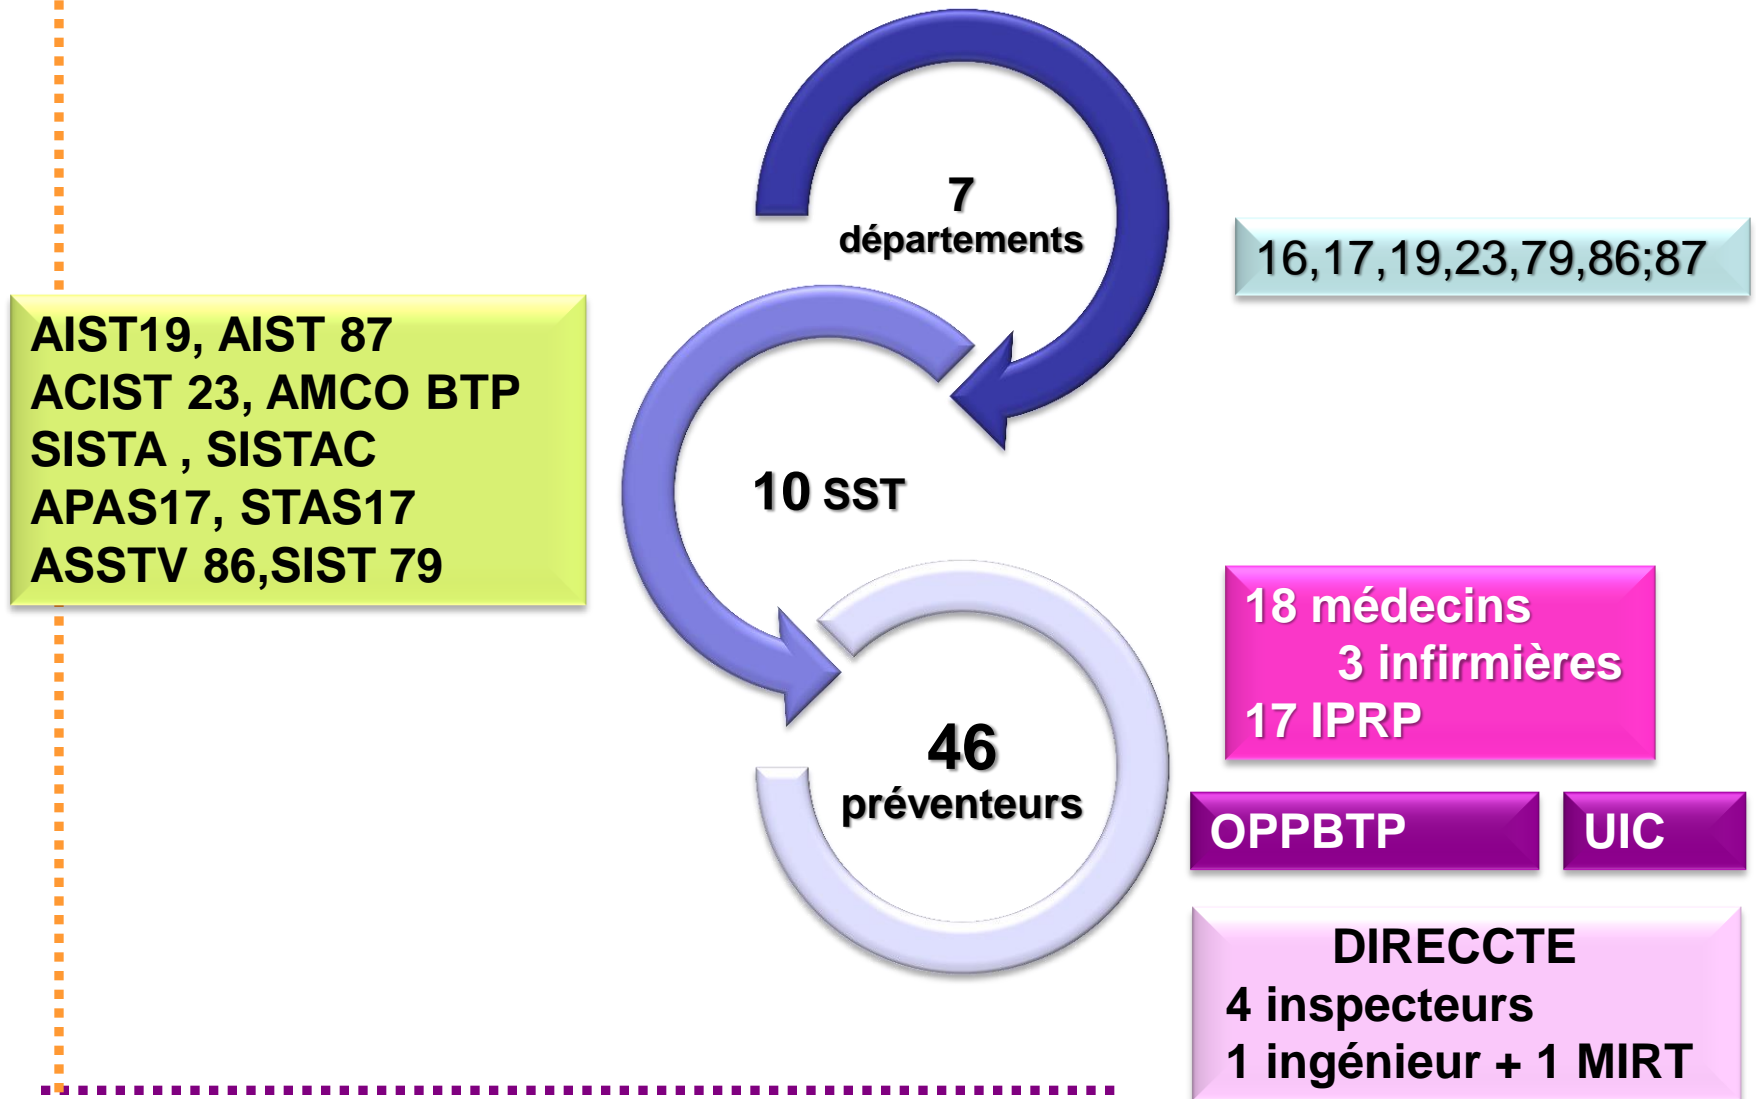 7
départements
16,17,19,23,79,86;87
AIST19, AIST 87
ACIST 23, AMCO BTP
SISTA , SISTAC
APAS17, STAS17
ASSTV 86,SIST 79
10 SST
46
préventeurs
18 médecins
3 infirmières
17 IPRP
OPPBTP
UIC
DIRECCTE
4 inspecteurs
1 ingénieur + 1 MIRT